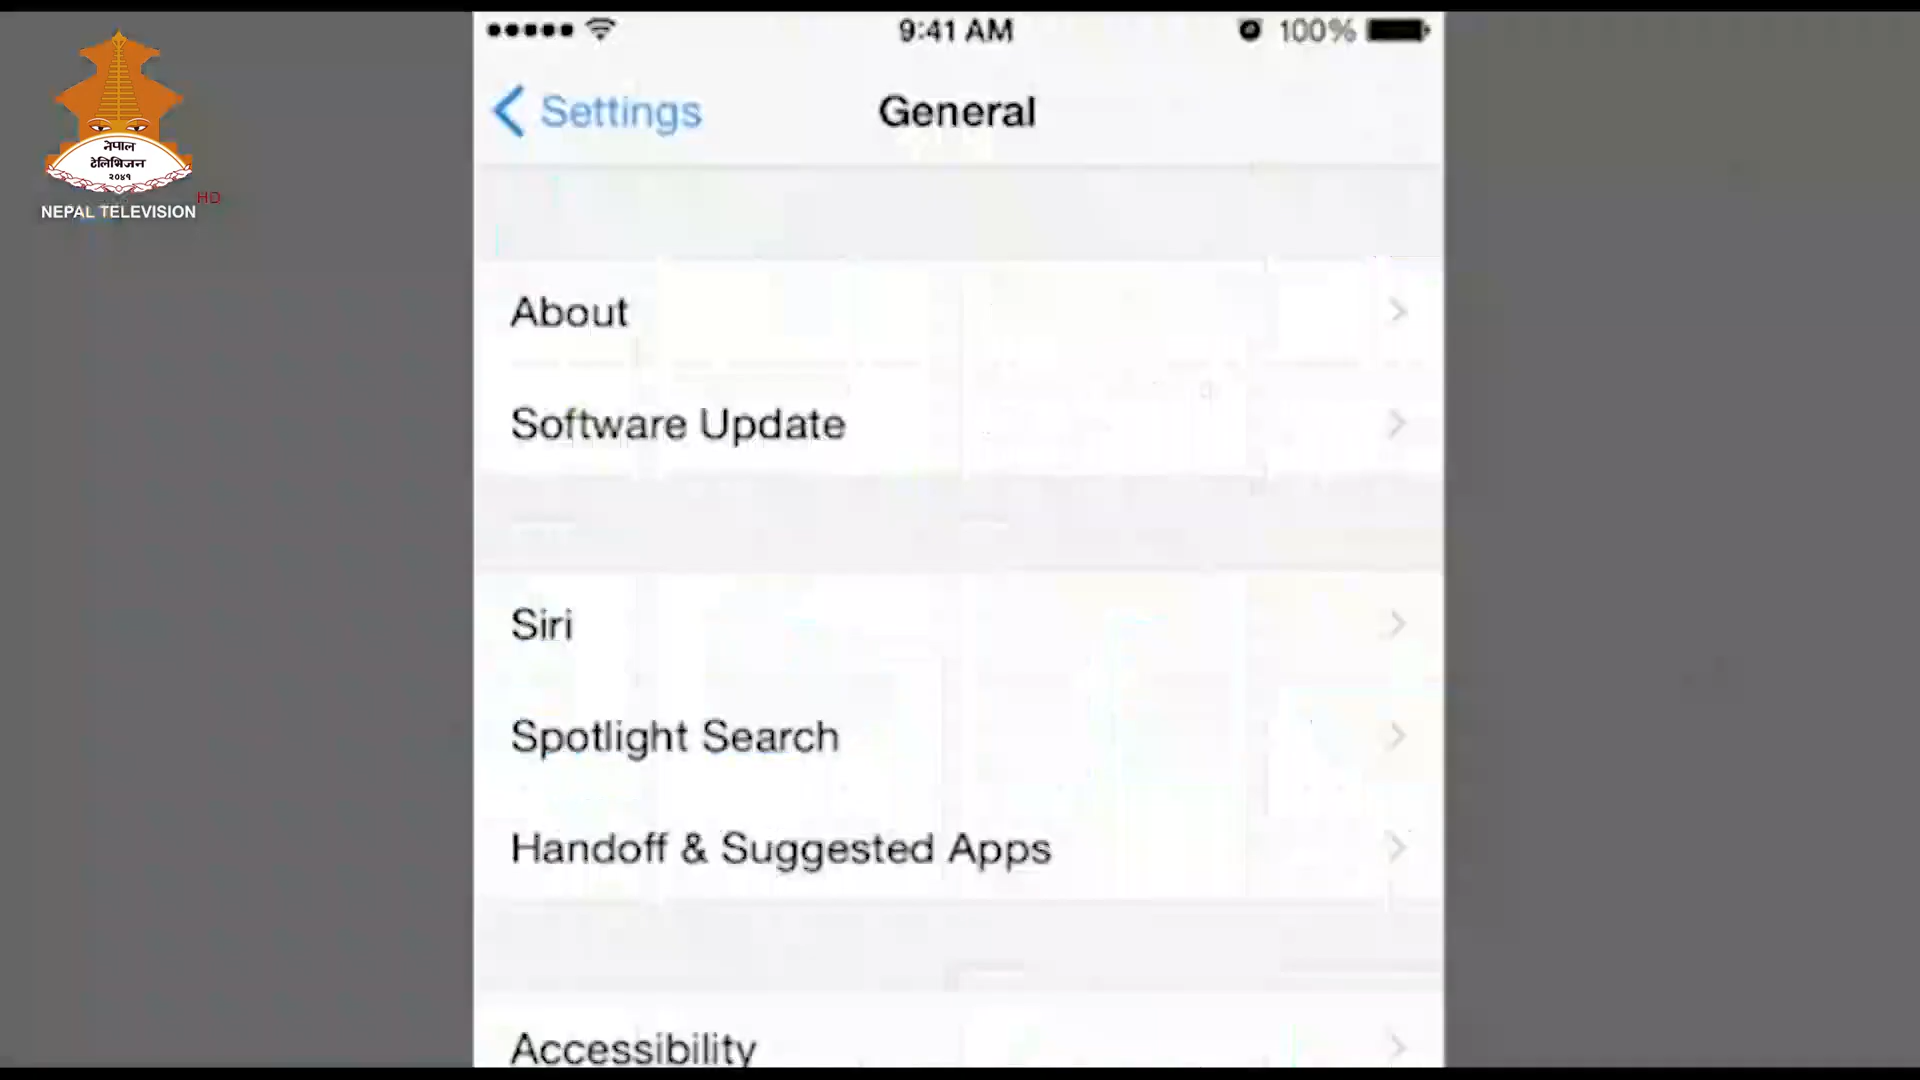 9:41 AM
100%
Settings
General
नेपाल
टेलिभिजन
२०४१
HD
NEPAL TELEVISION
About
Software Update
Siri
Spotlight Search
Handoff & Suggested Apps
Accessibility